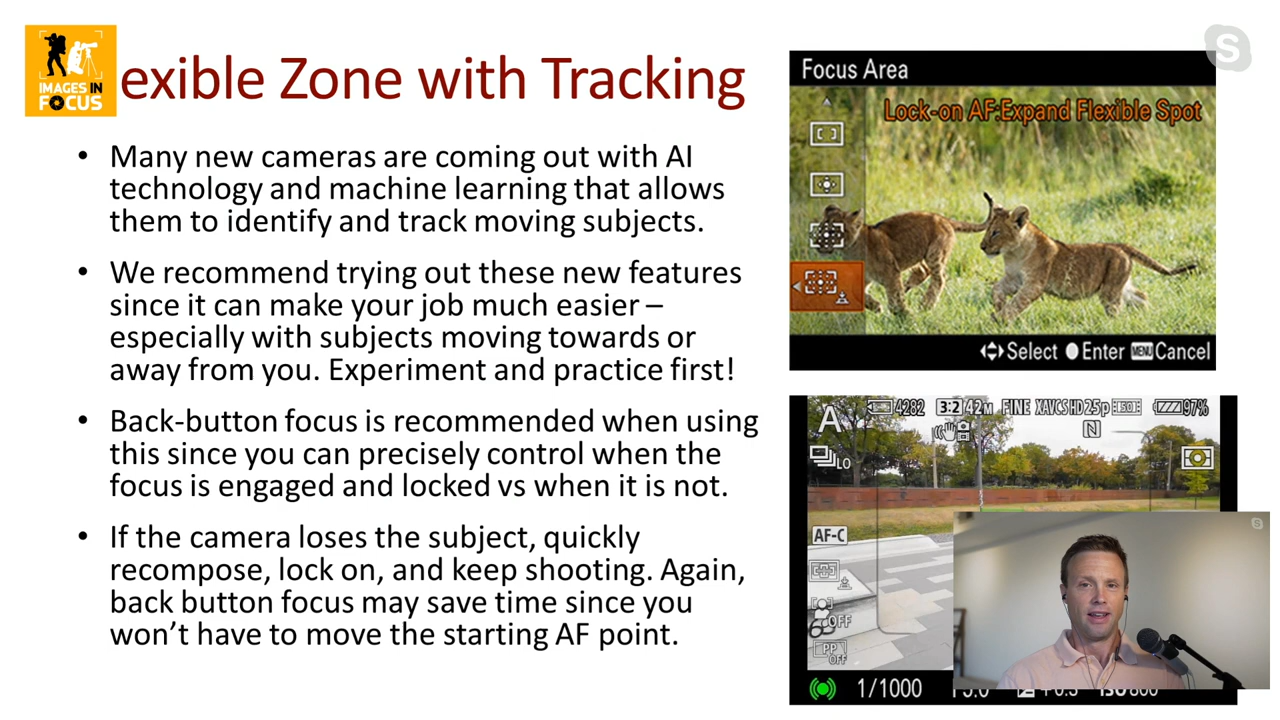 IMAGES IN
FOCUS
exible Zone with Tracking
• Many new cameras are coming out with AI
technology and machine learning that allows
them to identify and track moving subjects.
• We recommend trying out these new features
since it can make your job much easier –
especially with subjects moving towards or
away from you. Experiment and practice first!
• Back-button focus is recommended when using
this since you can precisely control when the
focus is engaged and locked vs when it is not.
• If the camera loses the subject, quickly
recompose, lock on, and keep shooting. Again,
back button focus may save time since you
won’t have to move the starting AF point.
Focus Area
Lock-on AF:Expand Flexible Spot
Select Enter MENU Cancel
A 4282 3:2 42M FINE XAVCS HD 25p 97%
N
LO
AF-C
OFF
PP
OFF
1/1000
S